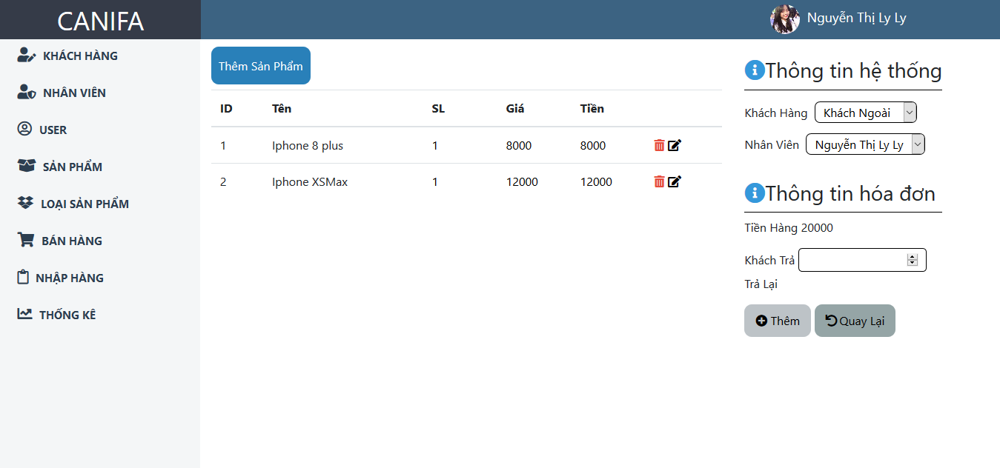 CANIFA
Nguyễn Thị Ly Ly
KHÁCH HÀNG
NHÂN VIÊN
USER
SẢN PHẨM
LOẠI SẢN PHẨM
BÁN HÀNG
NHẬP HÀNG
THỐNG KÊ
Thêm Sản Phẩm
ID Tên SL Giá Tiền
1 Iphone 8 plus 1 8000 8000
2 Iphone XSMax 1 12000 12000
Thông tin hệ thống
Khách Hàng Khách Ngoài
Nhân Viên Nguyễn Thị Ly Ly
Thông tin hóa đơn
Tiền Hàng 20000
Khách Trả
Trả Lại
Thêm Quay Lại